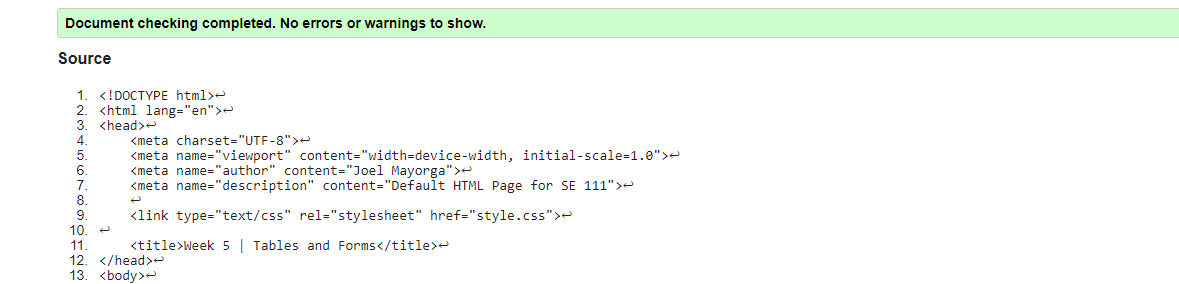 Document checking completed. No errors or warnings to show.
Source
1. <!DOCTYPE html>↩
2. <html lang="en">↩
3. <head>↩
4.     <meta charset="UTF-8">↩
5.     <meta name="viewport" content="width=device-width, initial-scale=1.0">↩
6.     <meta name="author" content="Joel Mayorga">↩
7.     <meta name="description" content="Default HTML Page for SE 111">↩
8.     ↩
9.     <link type="text/css" rel="stylesheet" href="style.css">↩
10. ↩
11.     <title>Week 5 | Tables and Forms</title>↩
12. </head>↩
13. <body>↩